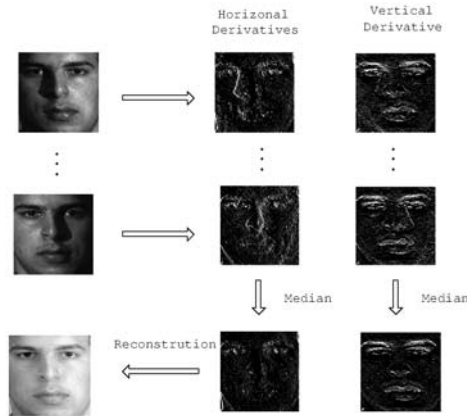 Horizonal
Derivatives
Vertical
Derivative
Median
Median
Reconstrution